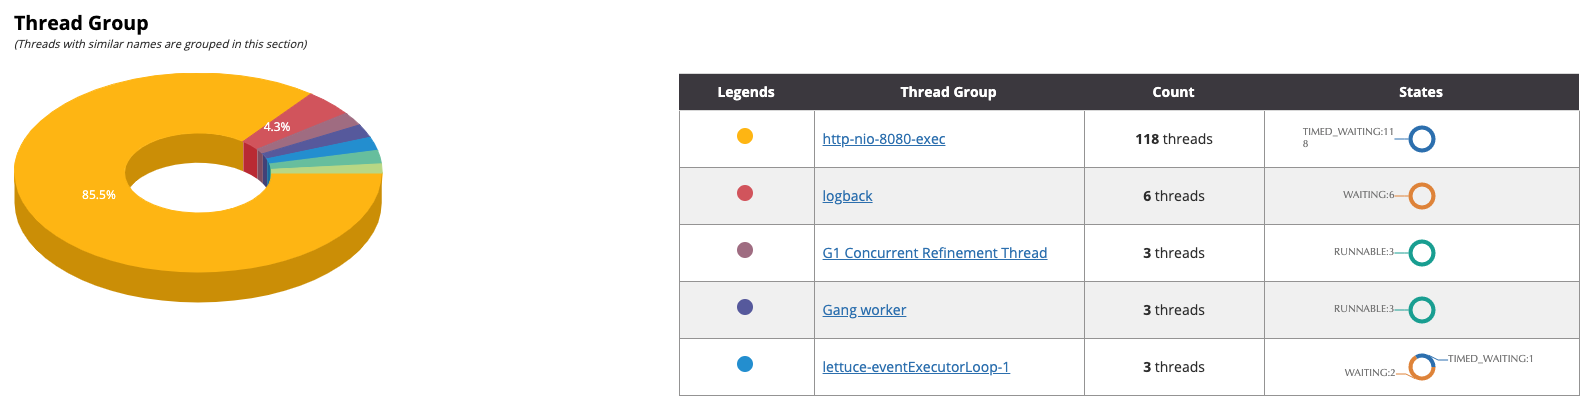 Thread Group
(Threads with similar names are grouped in this section)
4.3%
85.5%
Legends Thread Group Count States
http-nio-8080-exec 118 threads TIMED_WAITING:11
8
logback 6 threads WAITING:6
G1 Concurrent Refinement Thread 3 threads RUNNABLE:3
Gang worker 3 threads RUNNABLE:3
lettuce-eventExecutorLoop-1 3 threads TIMED_WAITING:1
WAITING:2